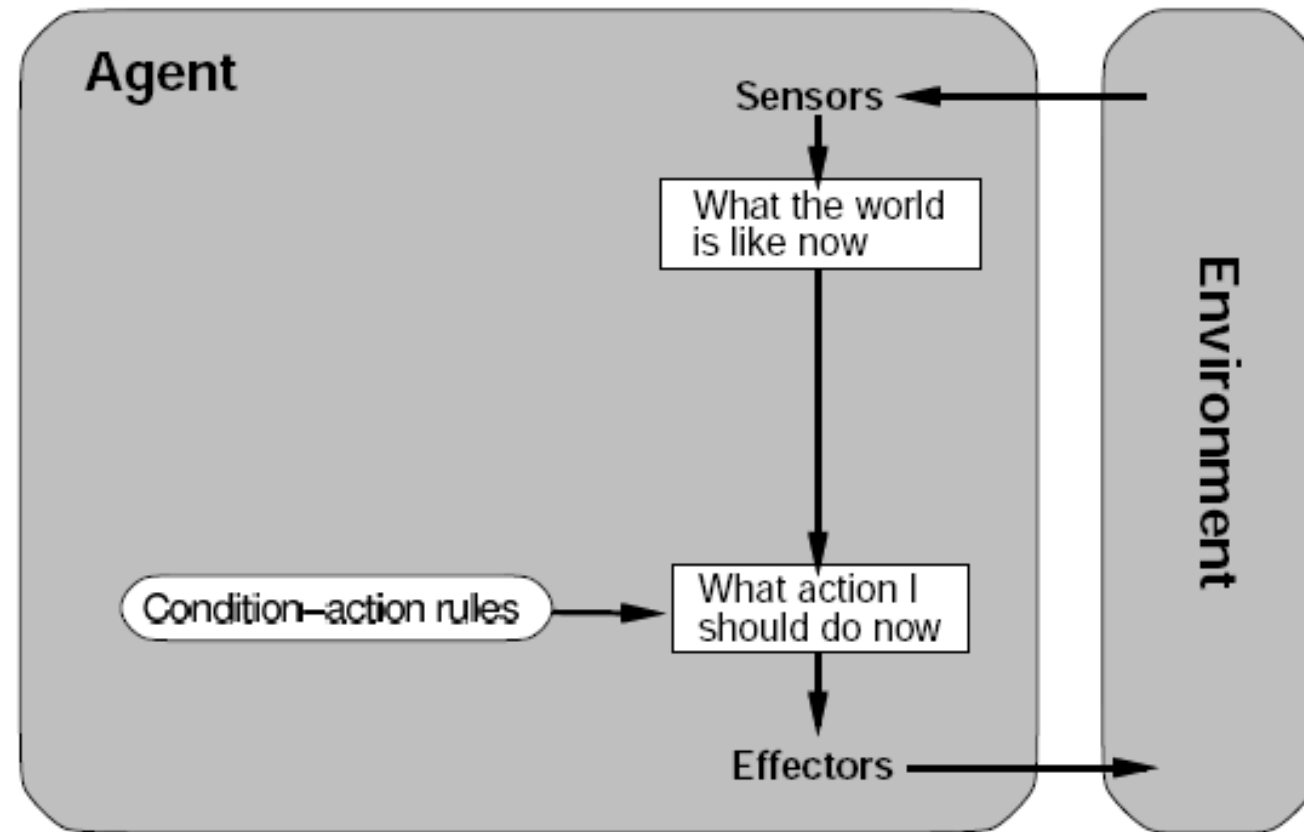 Agent
Sensors
What the world
is like now
Environment
Condition–action rules
What action I
should do now
Effectors